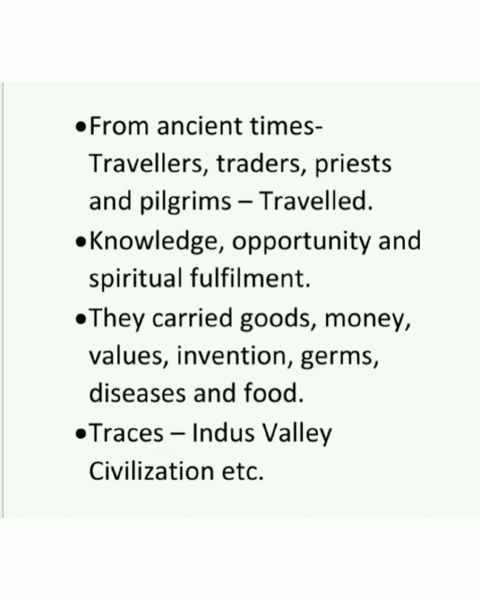 •From ancient times-
Travellers, traders, priests
and pilgrims – Travelled.
•Knowledge, opportunity and
spiritual fulfilment.
•They carried goods, money,
values, invention, germs,
diseases and food.
•Traces – Indus Valley
Civilization etc.